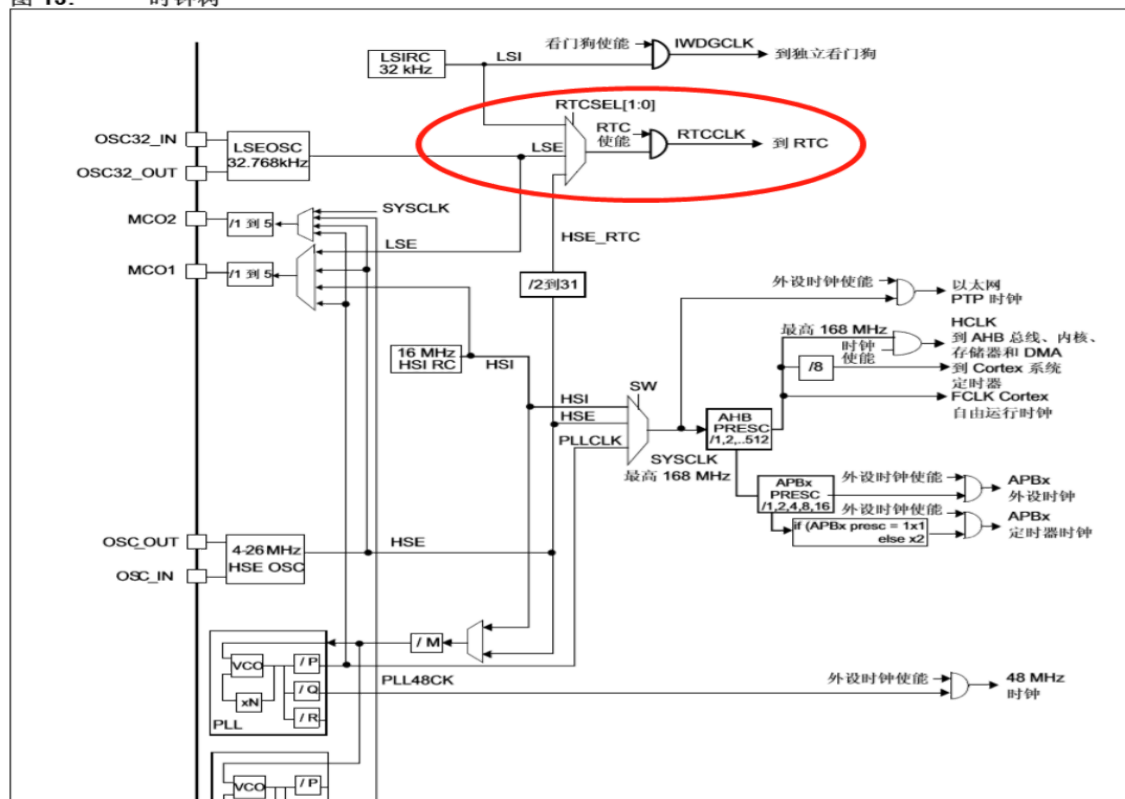 图 15: 时钟树
看门狗使能
IWDGCLK
到独立看门狗
LSIRC
32 kHz
LSI
RTCSEL[1:0]
OSC32_IN
LSEOSC
32.768kHz
OSC32_OUT
LSE
RTC
使能
RTCCLK
到 RTC
MCO2
/1 到 5
SYSCLK
LSE
HSE_RTC
MCO1
/1 到 5
/2到31
外设时钟使能
以太网
PTP 时钟
16 MHz
HSI RC
HSI
最高 168 MHz
时钟
使能
HCLK
到 AHB 总线、内核、
存储器和 DMA
/8
到 Cortex 系统
定时器
FCLK Cortex
自由运行时钟
SW
HSI
HSE
PLLCLK
SYSCLK
最高 168 MHz
AHB
PRESC
/1,2,..512
APBx
PRESC
/1,2,4,8,16
外设时钟使能
APBx
外设时钟
外设时钟使能
if (APBx presc = 1x1
else x2
APBx
定时器时钟
OSC_OUT
4-26 MHz
HSE OSC
OSC_IN
HSE
/ M
VCO
/ P
xN
/ Q
/ R
PLL
PLL48CK
外设时钟使能
48 MHz
时钟
VCO
/ P